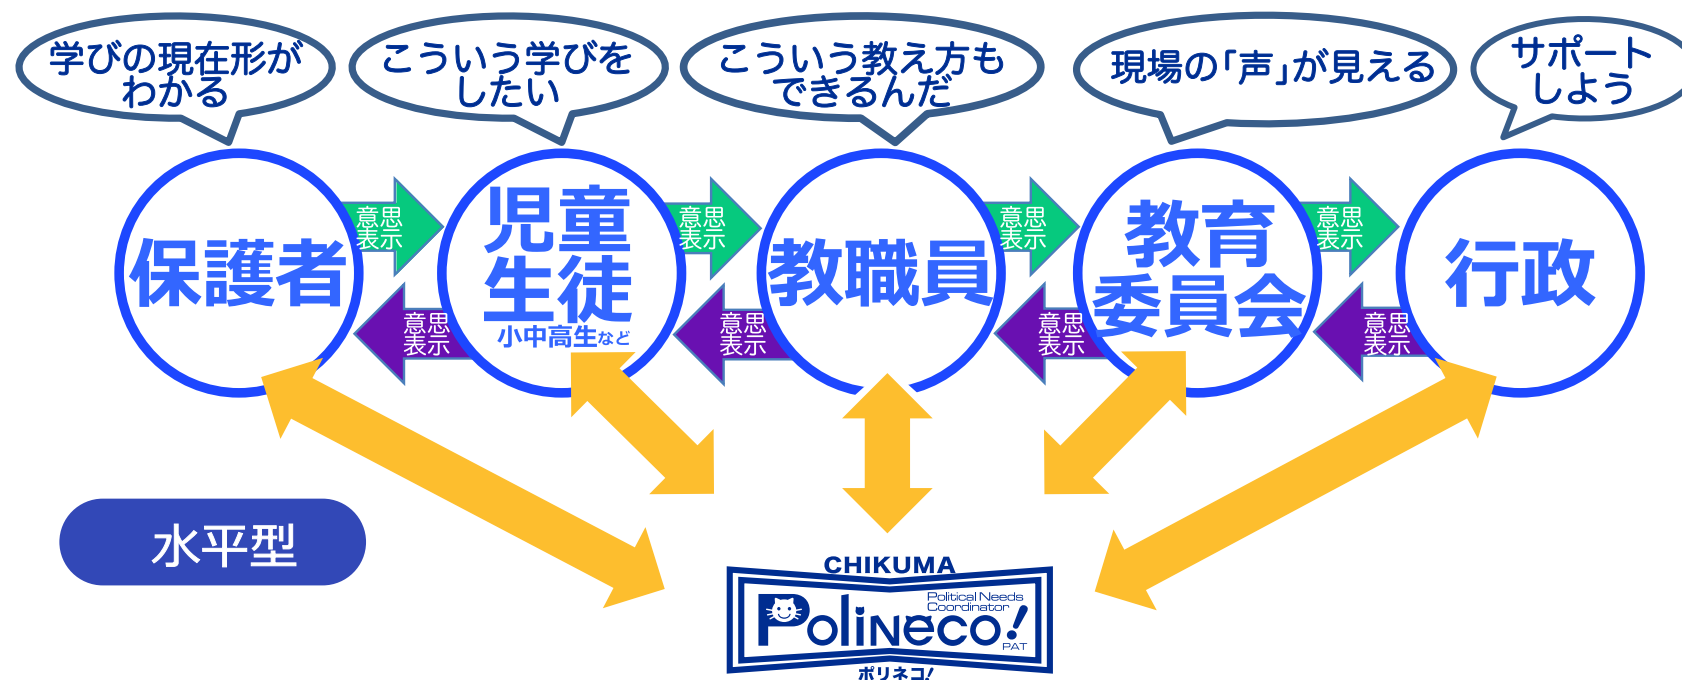 学びの現在形が
わかる
こういう学びを
したい
こういう教え方も
できるんだ
現場の「声」が見える
サポート
しよう
保護者
意思
表示
意思
表示
児童
生徒
小中高生など
意思
表示
意思
表示
教職員
意思
表示
意思
表示
教育
委員会
意思
表示
意思
表示
行政
水平型
CHIKUMA
Political Needs
Coordinator
PoliNeco!
PAT
ポリネコ!